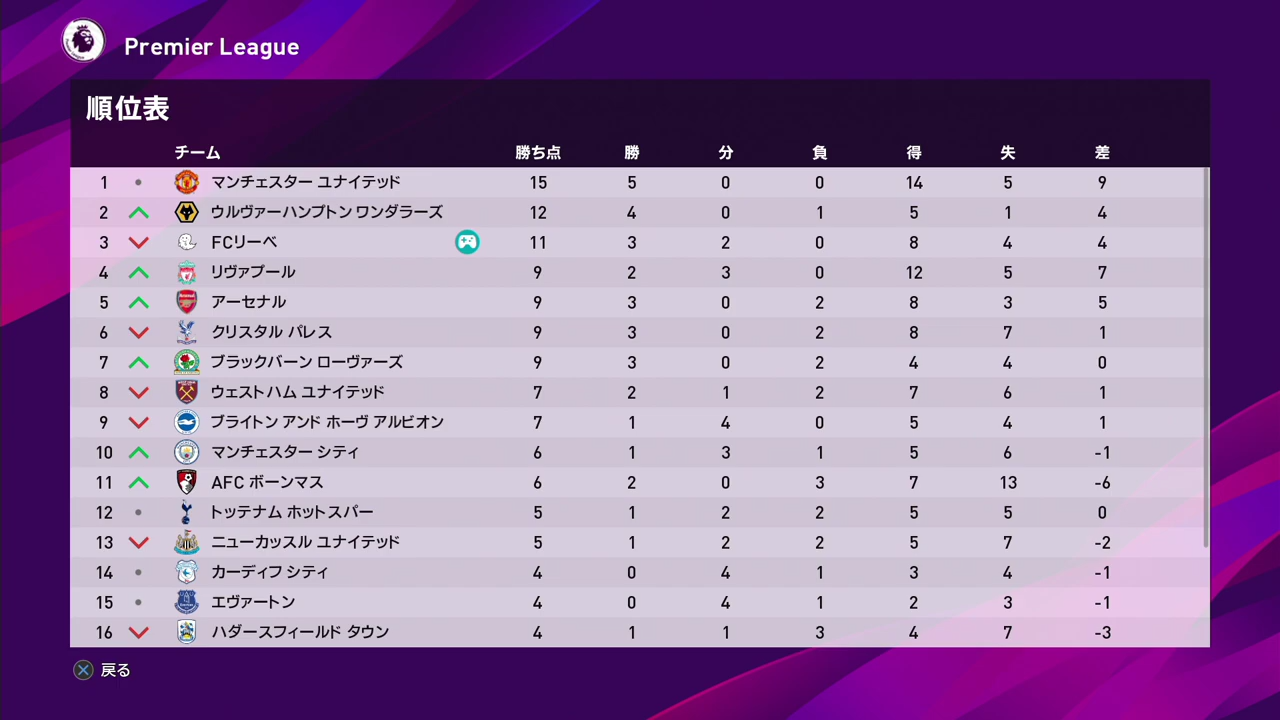 Premier League
順位表
チーム 勝ち点 勝 分 負 得 失 差
1 マンチェスター ユナイテッド 15 5 0 0 14 5 9
2 ウルヴァーハンプトン ワンダラーズ 12 4 0 1 5 1 4
3 FCリーベ 11 3 2 0 8 4 4
4 リヴァプール 9 2 3 0 12 5 7
5 アーセナル 9 3 0 2 8 3 5
6 クリスタル パレス 9 3 0 2 8 7 1
7 ブラックバーン ローヴァーズ 9 3 0 2 4 4 0
8 ウェストハム ユナイテッド 7 2 1 2 7 6 1
9 ブライトン アンド ホーヴ アルビオン 7 1 4 0 5 4 1
10 マンチェスター シティ 6 1 3 1 5 6 -1
11 AFC ボーンマス 6 2 0 3 7 13 -6
12 トッテナム ホットスパー 5 1 2 2 5 5 0
13 ニューカッスル ユナイテッド 5 1 2 2 5 7 -2
14 カーディフ シティ 4 0 4 1 3 4 -1
15 エヴァートン 4 0 4 1 2 3 -1
16 ハダースフィールド タウン 4 1 1 3 4 7 -3
戻る